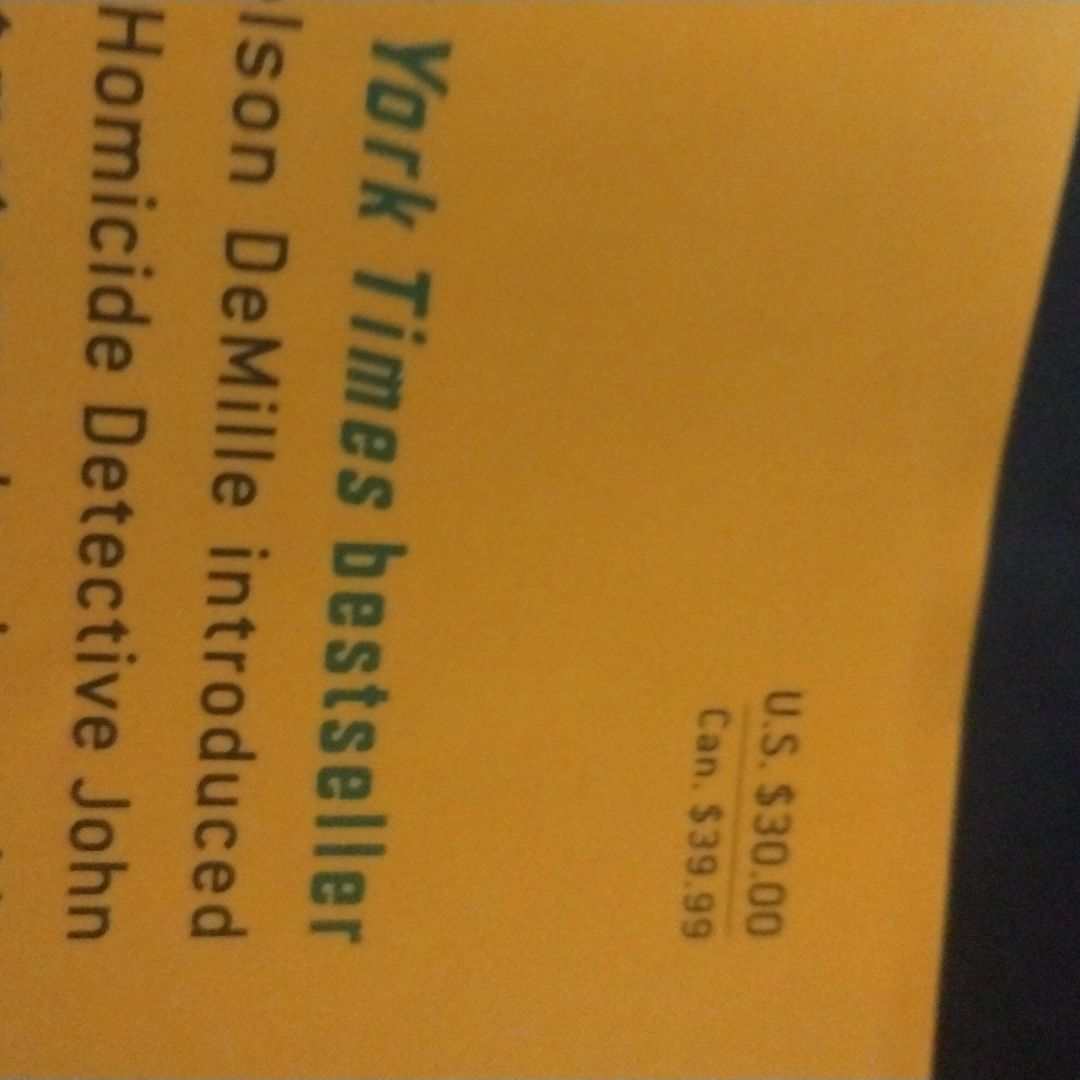 U.S. $30.00
Can. $39.99
York Times bestseller
lson DeMille introduced
Homicide Detective John